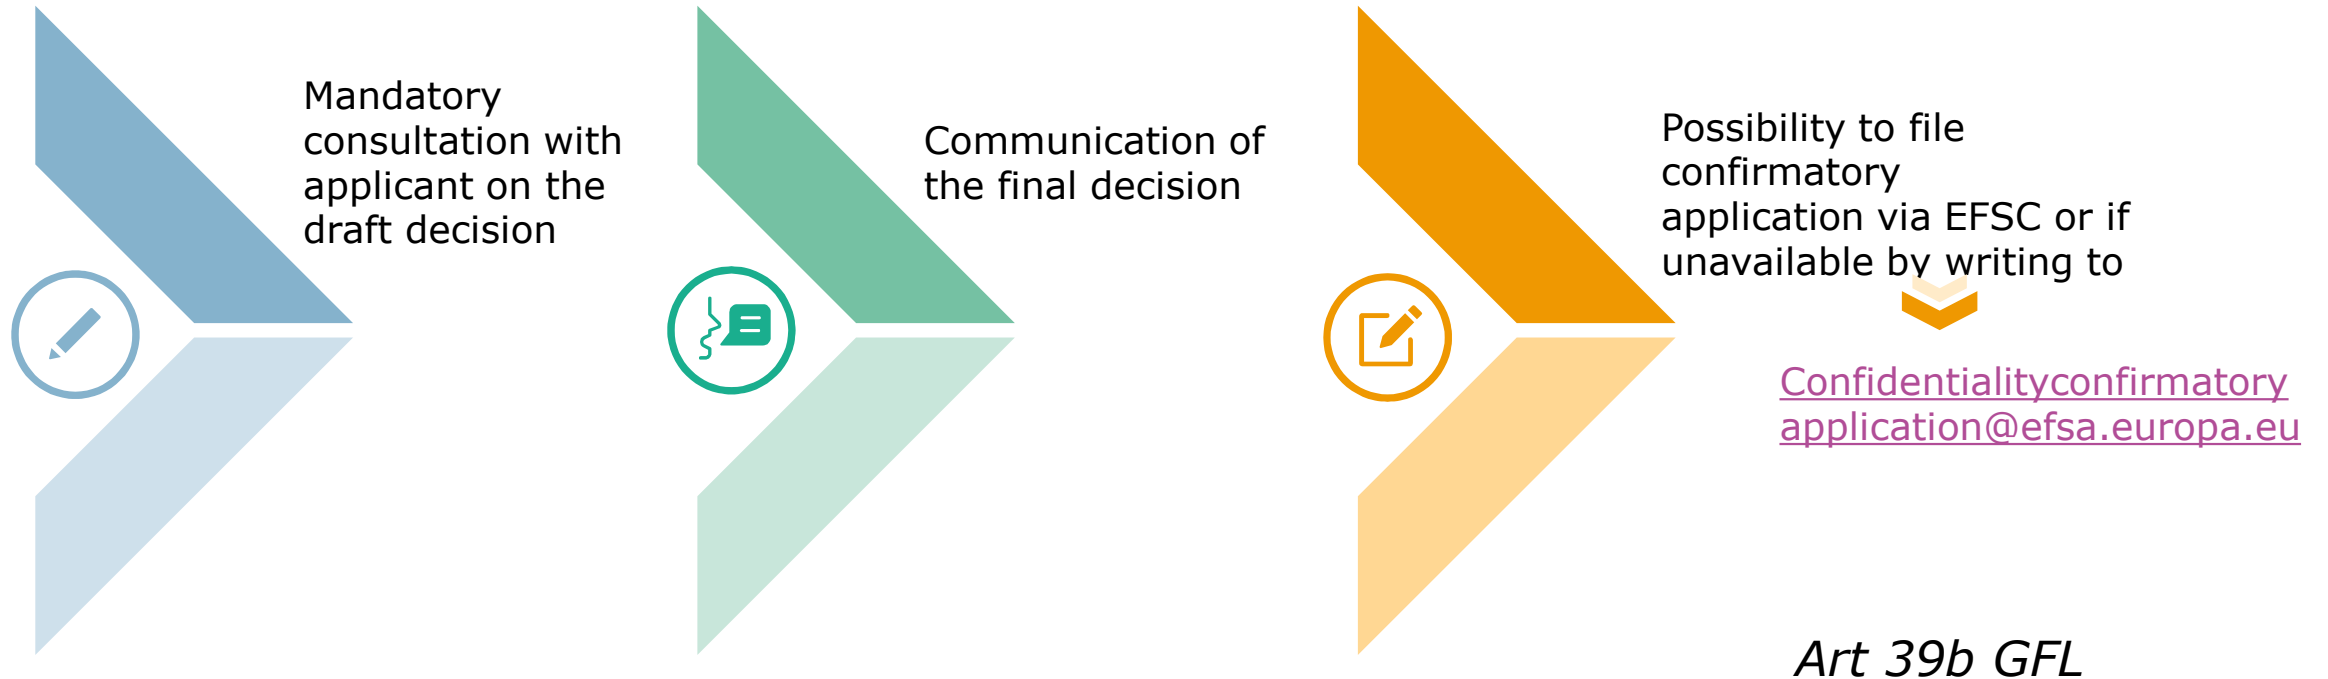 Mandatory
consultation with
applicant on the
draft decision
Communication of
the final decision
Possibility to file
confirmatory
application via EFSC or if
unavailable by writing to
Confidentialityconfirmatory
application@efsa.europa.eu
Art 39b GFL